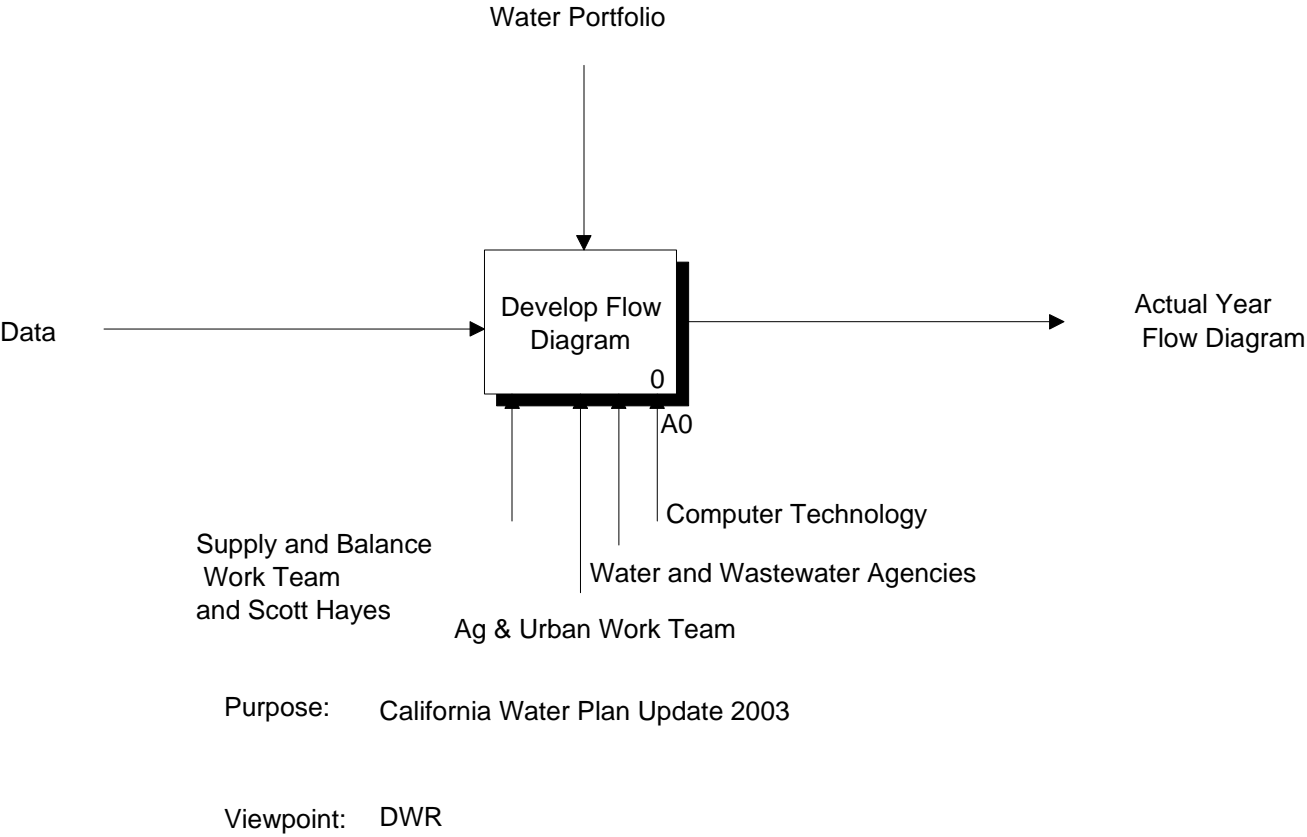 Water Portfolio
Develop Flow
Diagram
0
A0
Data
Actual Year
Flow Diagram
Computer Technology
Supply and Balance
Work Team
and Scott Hayes
Water and Wastewater Agencies
Ag & Urban Work Team
Purpose: California Water Plan Update 2003
Viewpoint: DWR